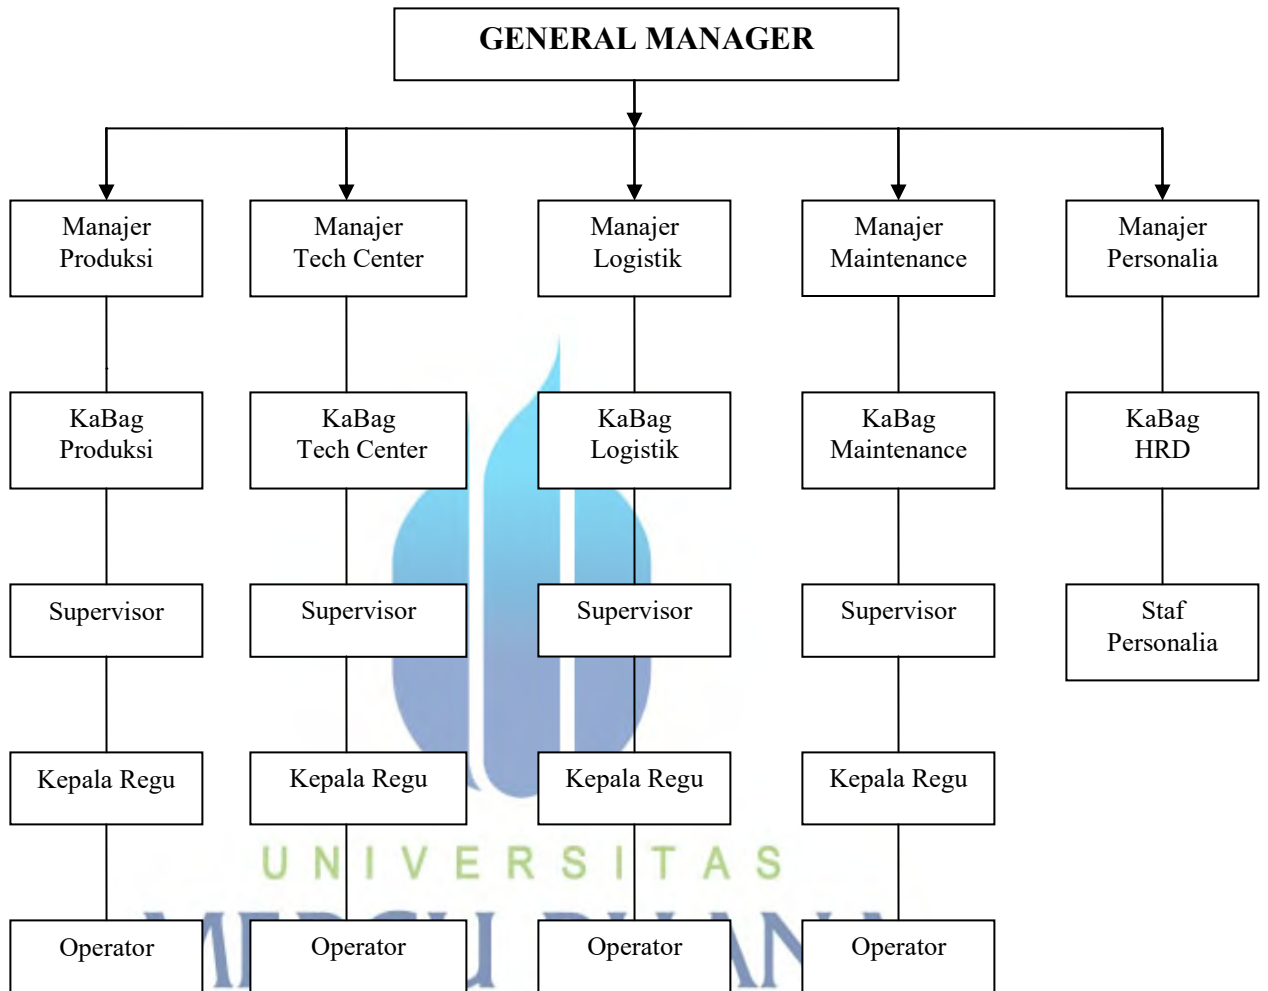 GENERAL MANAGER
Manajer
Produksi
Manajer
Tech Center
Manajer
Logistik
Manajer
Maintenance
Manajer
Personalia
KaBag
Produksi
KaBag
Tech Center
KaBag
Logistik
KaBag
Maintenance
KaBag
HRD
Supervisor
Supervisor
Supervisor
Supervisor
Staf
Personalia
Kepala Regu
Kepala Regu
Kepala Regu
Kepala Regu
UNIVERSITAS
Operator
Operator
Operator
Operator